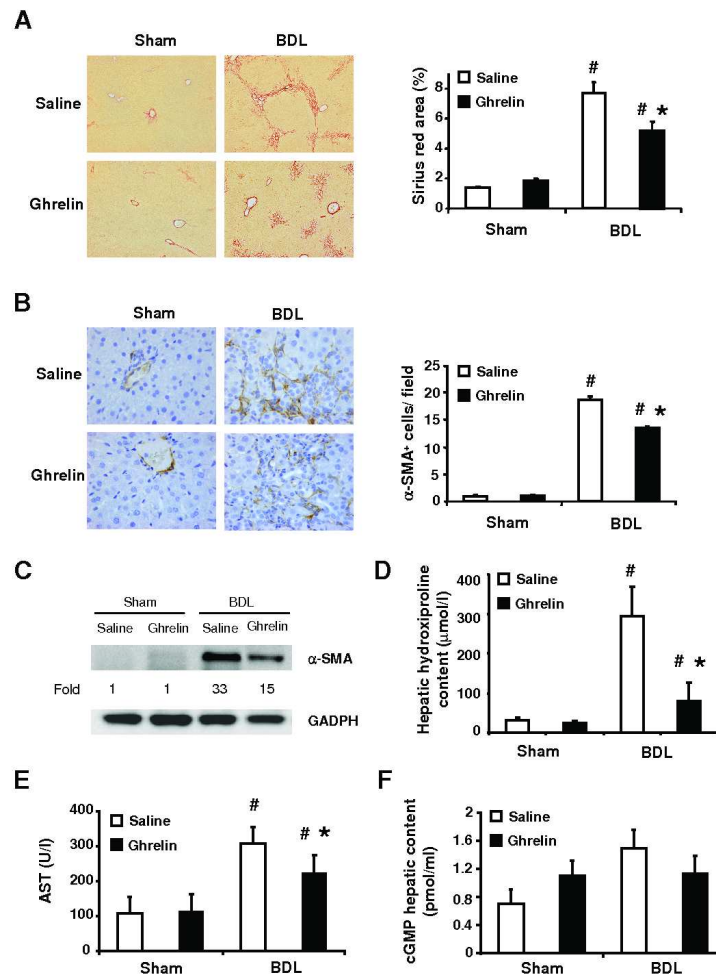 A
Sham BDL
Saline
Ghrelin
Sirius red area (%)
8
6
4
2
0
Saline
Ghrelin
#
# *
Sham BDL
B
Sham BDL
Saline
Ghrelin
α-SMA⁺ cells/ field
25
20
15
10
5
0
Saline
Ghrelin
#
# *
Sham BDL
C
Sham BDL
Saline Ghrelin Saline Ghrelin
α-SMA
Fold 1 1 33 15
GADPH
D
Hepatic hydroxiproline
content (μmol/l)
400
300
200
100
0
Saline
Ghrelin
#
# *
Sham BDL
E
AST (U/l)
400
300
200
100
0
Saline
Ghrelin
#
# *
Sham BDL
F
cGMP hepatic content
(pmol/ml)
2
1.6
1.2
0.8
0.4
0
Saline
Ghrelin
Sham BDL